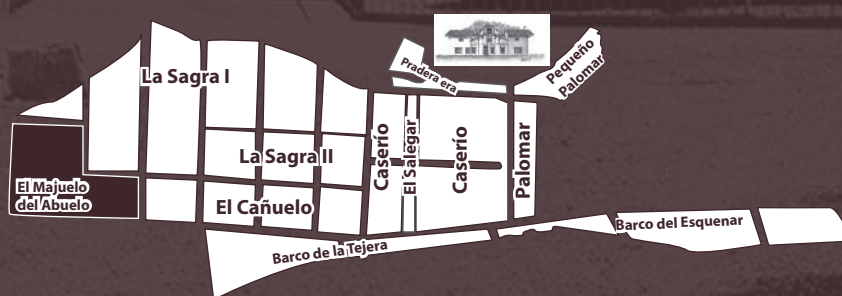 La Sagra I
Pradera era
Pequeño
Palomar
La Sagra II
Caserío
El Salegar
Caserío
Palomar
El Majuelo
del Abuelo
El Cañuelo
Barco de la Tejera
Barco del Esquenar